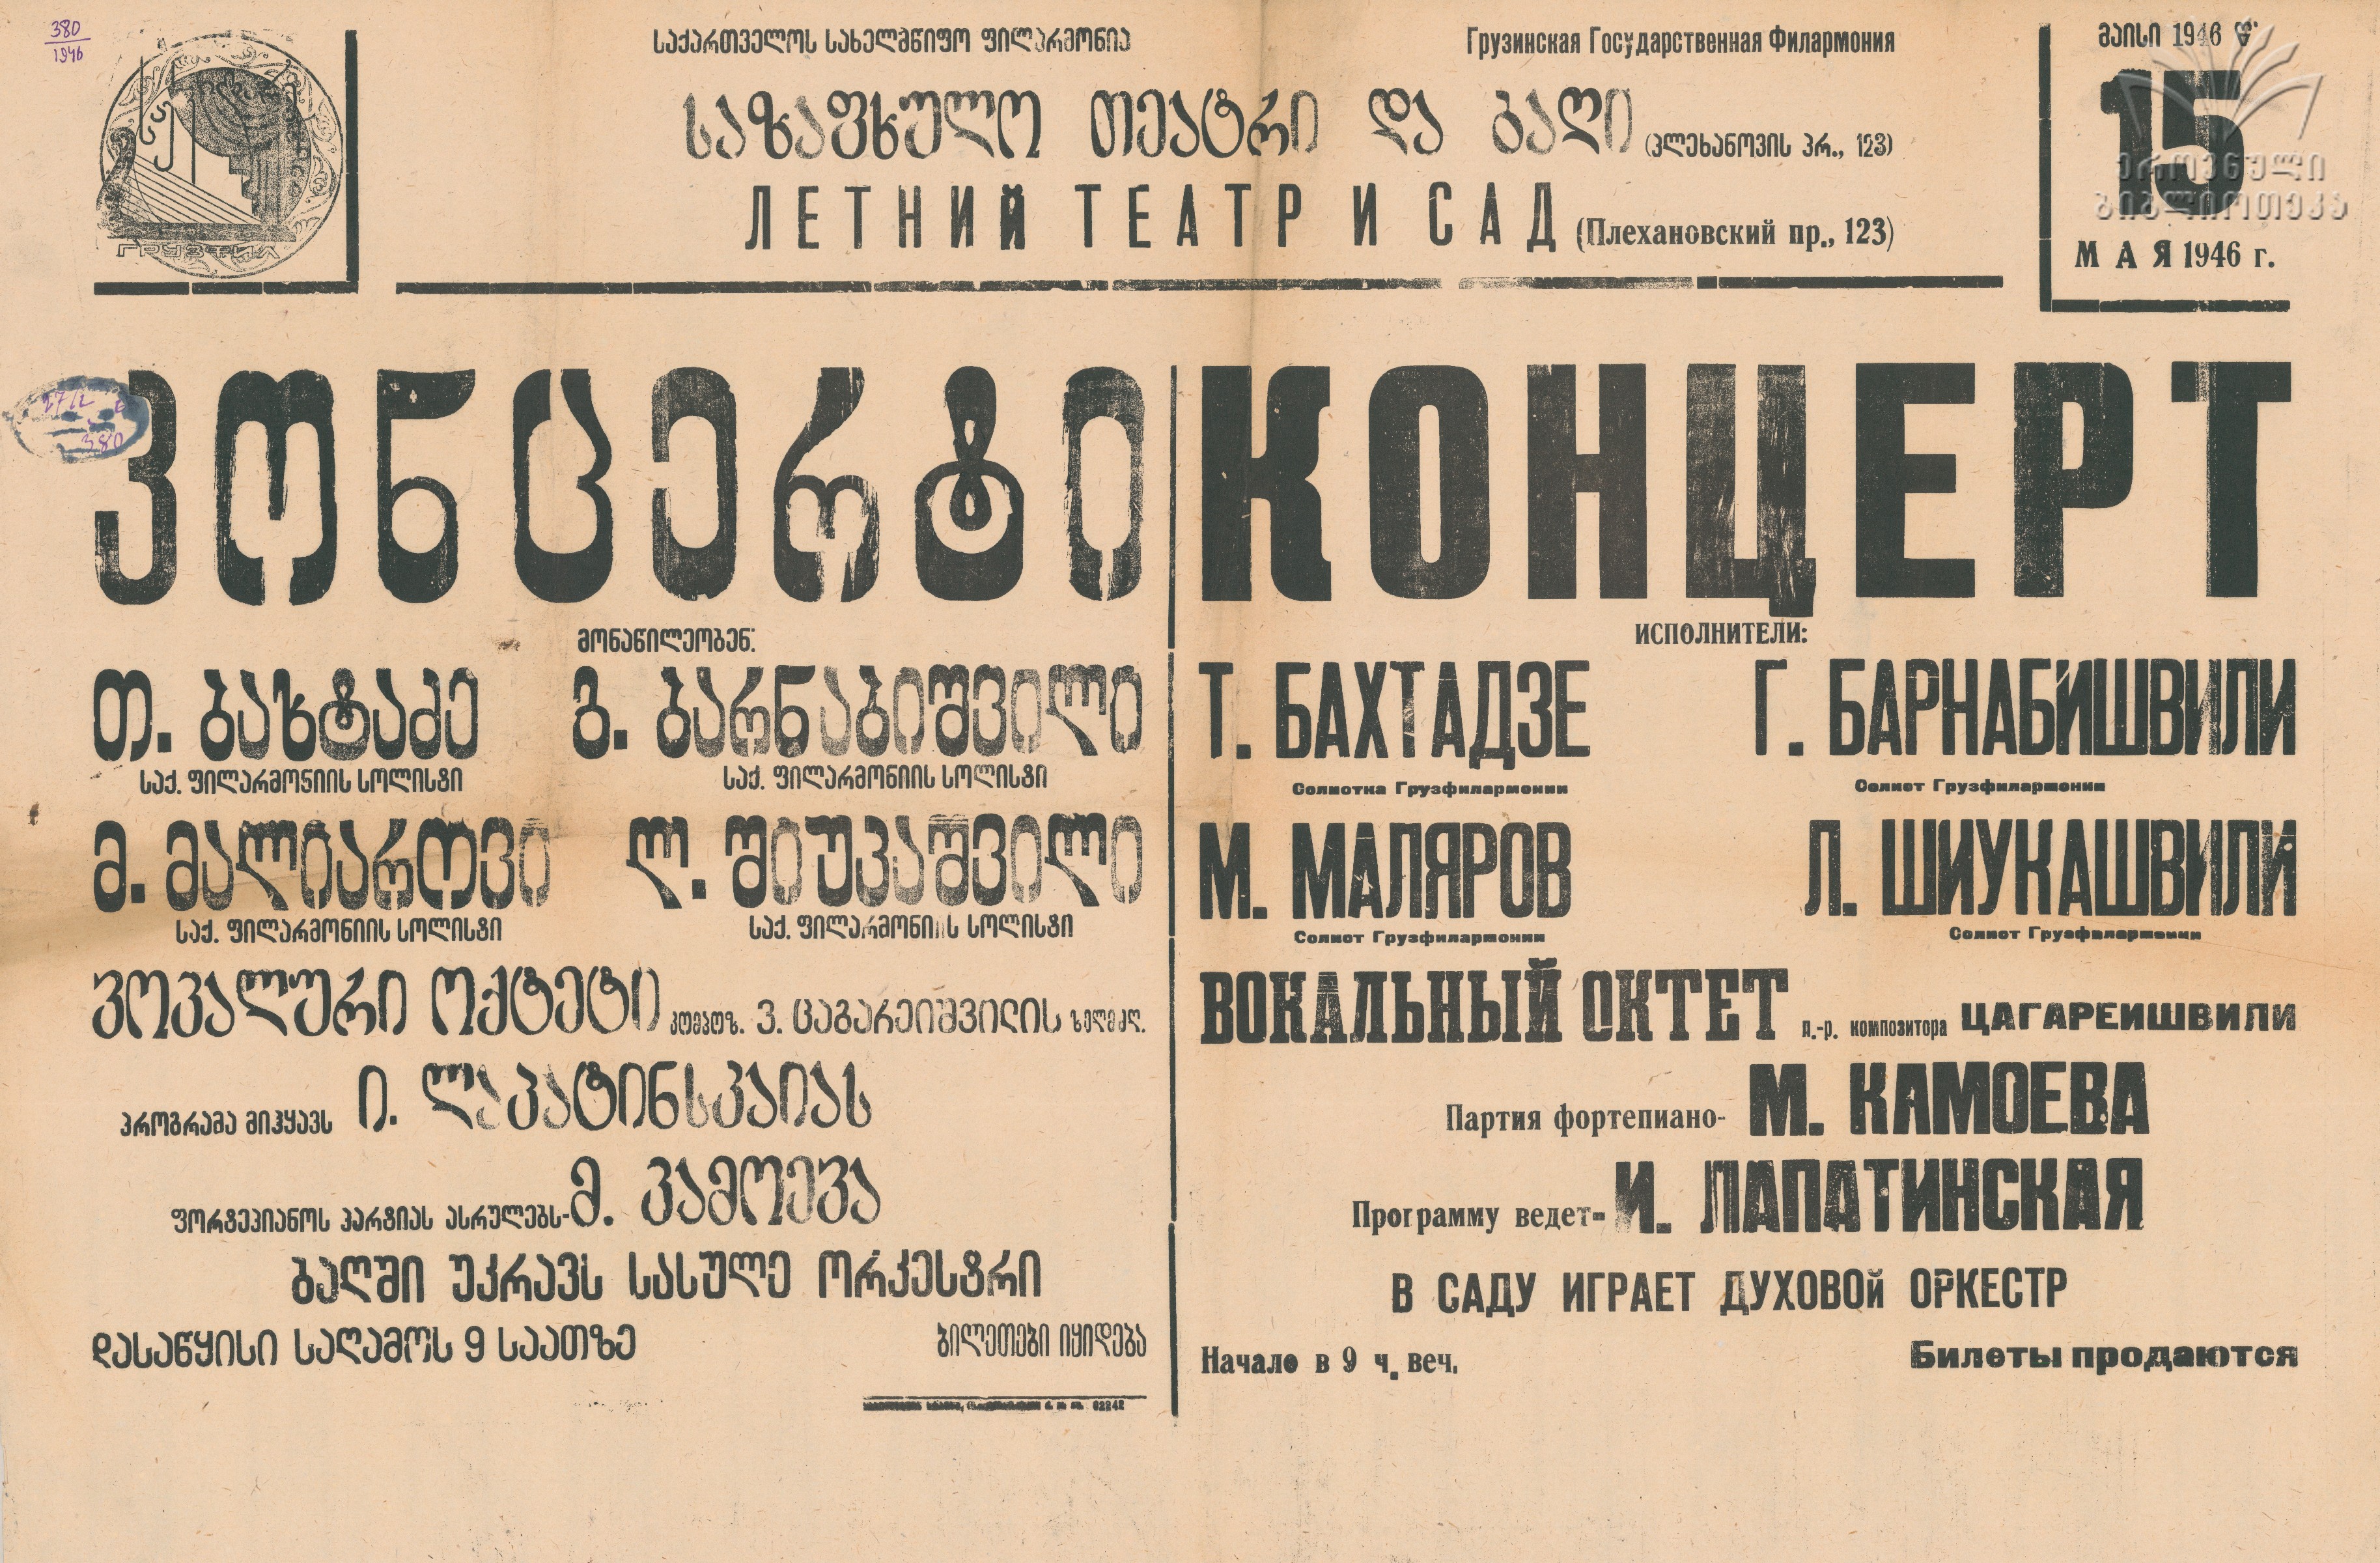 380
1946
ГРУЗФИЛ
საქართველოს სახელმწიფო ფილარმონია
Грузинская Государственная Филармония
საზაფხულო თეატრი და ბაღი (პლეხანოვის პრ., 123)
ЛЕТНИЙ ТЕАТР И САД (Плехановский пр., 123)
მაისი 1946 წ.
15
МАЯ 1946 г.
ეროვნული
ბიბლიოთეკა
კონცერტი
მონაწილეობენ:
თ. ბახტაძე გ. ბარნაბიშვილი
საქ. ფილარმონიის სოლისტი საქ. ფილარმონიის სოლისტი
მ. მალიაროვი ლ. შიუკაშვილი
საქ. ფილარმონიის სოლისტი საქ. ფილარმონიის სოლისტი
ვოკალური ოქტეტი კომპოზ. ვ. ცაგარეიშვილის ხელმძღ.
პროგრამა მიჰყავს ი. ლაპატინსკაიას
ფორტეპიანოს პარტიას ასრულებს- მ. კამოევა
ბაღში უკრავს სასულე ორკესტრი
დასაწყისი საღამოს 9 საათზე ბილეთები იყიდება
КОНЦЕРТ
ИСПОЛНИТЕЛИ:
Т. БАХТАДЗЕ Г. БАРНАБИШВИЛИ
Солистка Грузфилармонии Солист Грузфилармонии
М. МАЛЯРОВ Л. ШИУКАШВИЛИ
Солист Грузфилармонии Солист Грузфилармонии
ВОКАЛЬНЫЙ ОКТЕТ п.-р. композитора ЦАГАРЕИШВИЛИ
Партия фортепиано- М. КАМОЕВА
Программу ведет- И. ЛАПАТИНСКАЯ
В САДУ ИГРАЕТ ДУХОВОЙ ОРКЕСТР
Начало в 9 ч. веч. Билеты продаются